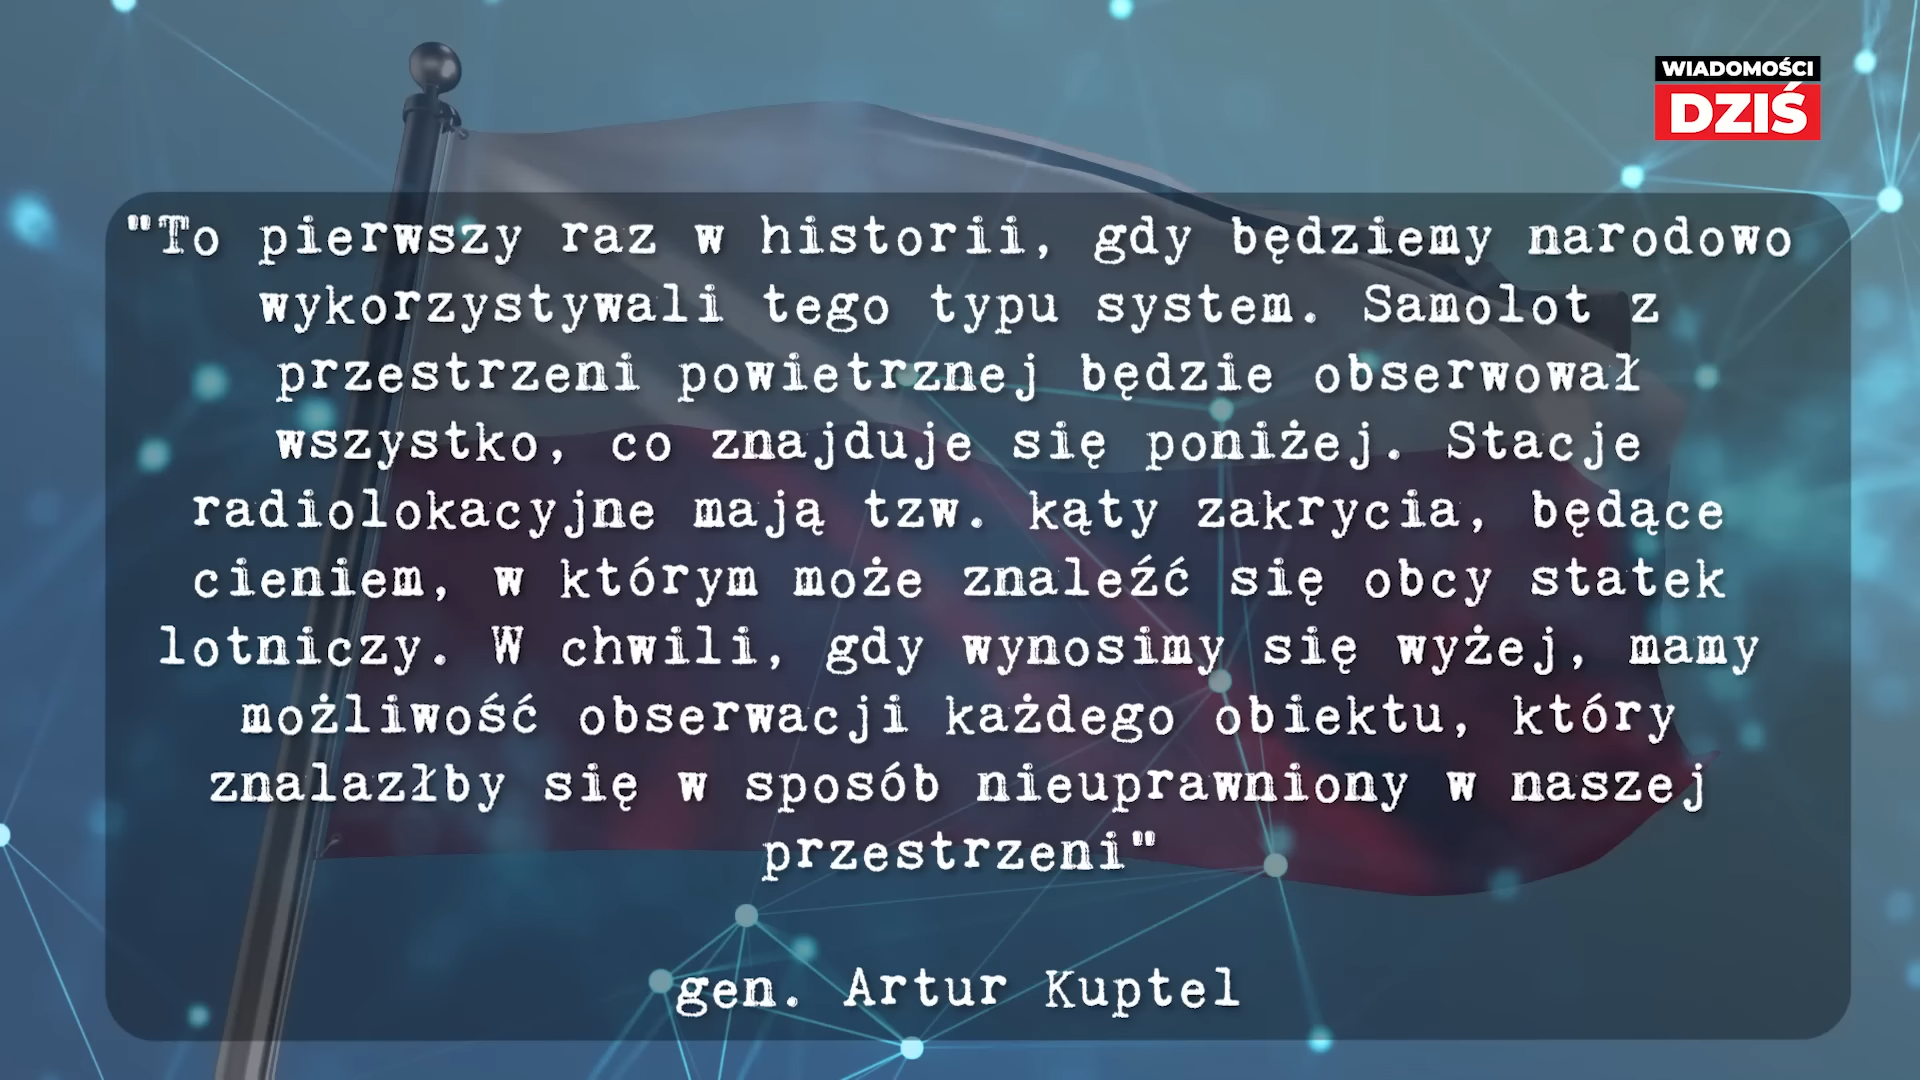 WIADOMOŚCI
DZIŚ
"To pierwszy raz w historii, gdy będziemy narodowo
wykorzystywali tego typu system. Samolot z
przestrzeni powietrznej będzie obserwował
wszystko, co znajduje się poniżej. Stacje
radiolokacyjne mają tzw. kąty zakrycia, będące
cieniem, w którym może znaleźć się obcy statek
lotniczy. W chwili, gdy wynosimy się wyżej, mamy
możliwość obserwacji każdego obiektu, który
znalazłby się w sposób nieuprawniony w naszej
przestrzeni"
gen. Artur Kuptel